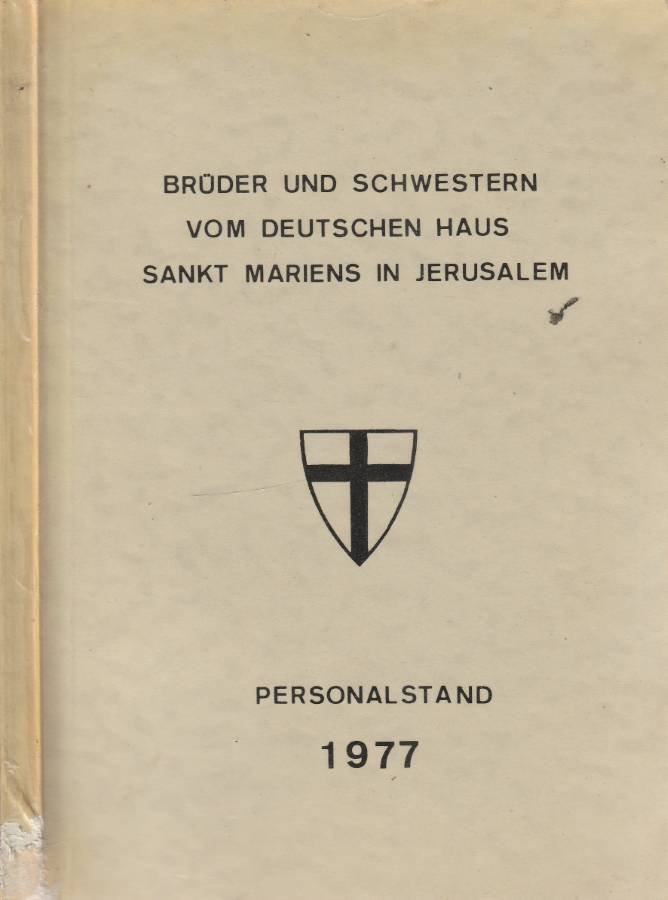 BRÜDER UND SCHWESTERN
VOM DEUTSCHEN HAUS
SANKT MARIENS IN JERUSALEM
PERSONALSTAND
1977